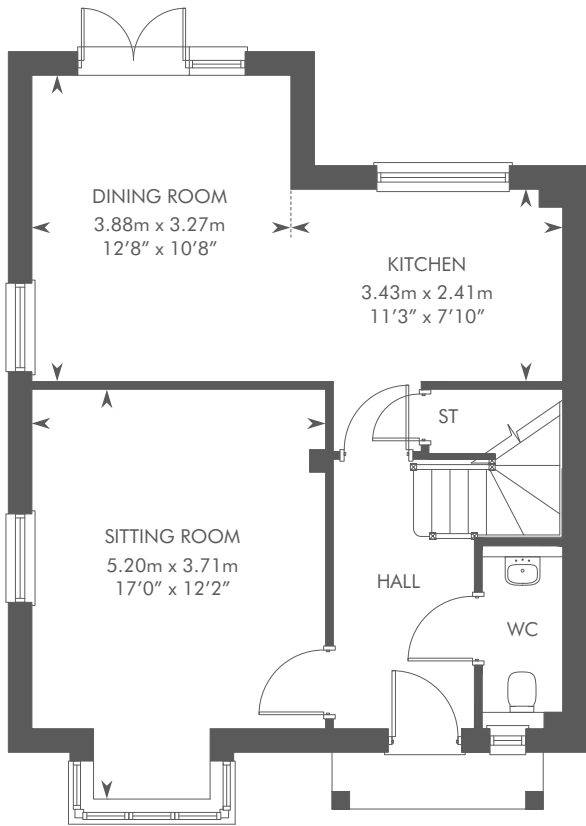 DINING ROOM
3.88m x 3.27m
12’8” x 10’8”
KITCHEN
3.43m x 2.41m
11’3” x 7’10”
ST
SITTING ROOM
5.20m x 3.71m
17’0” x 12’2”
HALL
WC